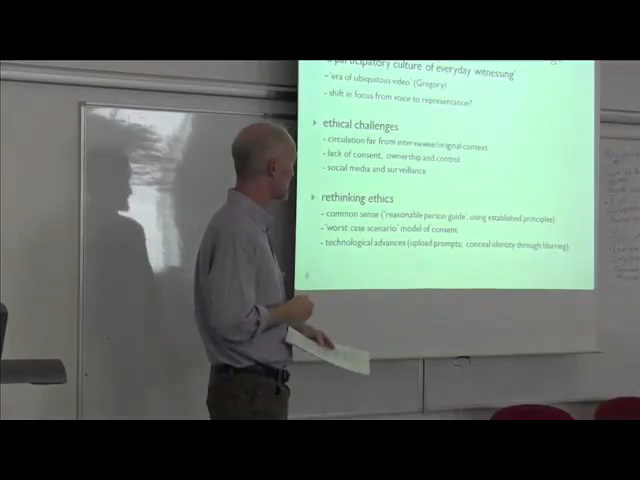 participatory culture of everyday witnessing'
- 'era of ubiquitous video' (Gregory)
- shift in focus from voice to representation?
ethical challenges
- circulation far from interviewee/original context
- lack of consent, ownership and control
- social media and surveillance
rethinking ethics
- common sense ('reasonable person guide', using established principles)
- 'worst case scenario' model of consent
- technological advances (upload prompts; conceal identity through blurring)